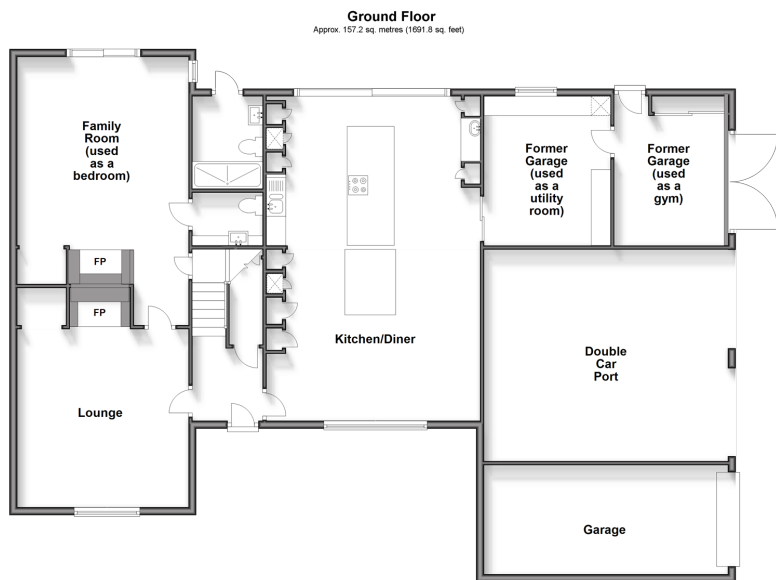 Ground Floor
Approx. 157.2 sq. metres (1691.8 sq. feet)
Family
Room
(used
as a
bedroom)
FP
FP
Lounge
Kitchen/Diner
Former
Garage
(used
as a
utility
room)
Former
Garage
(used
as a
gym)
Double
Car
Port
Garage